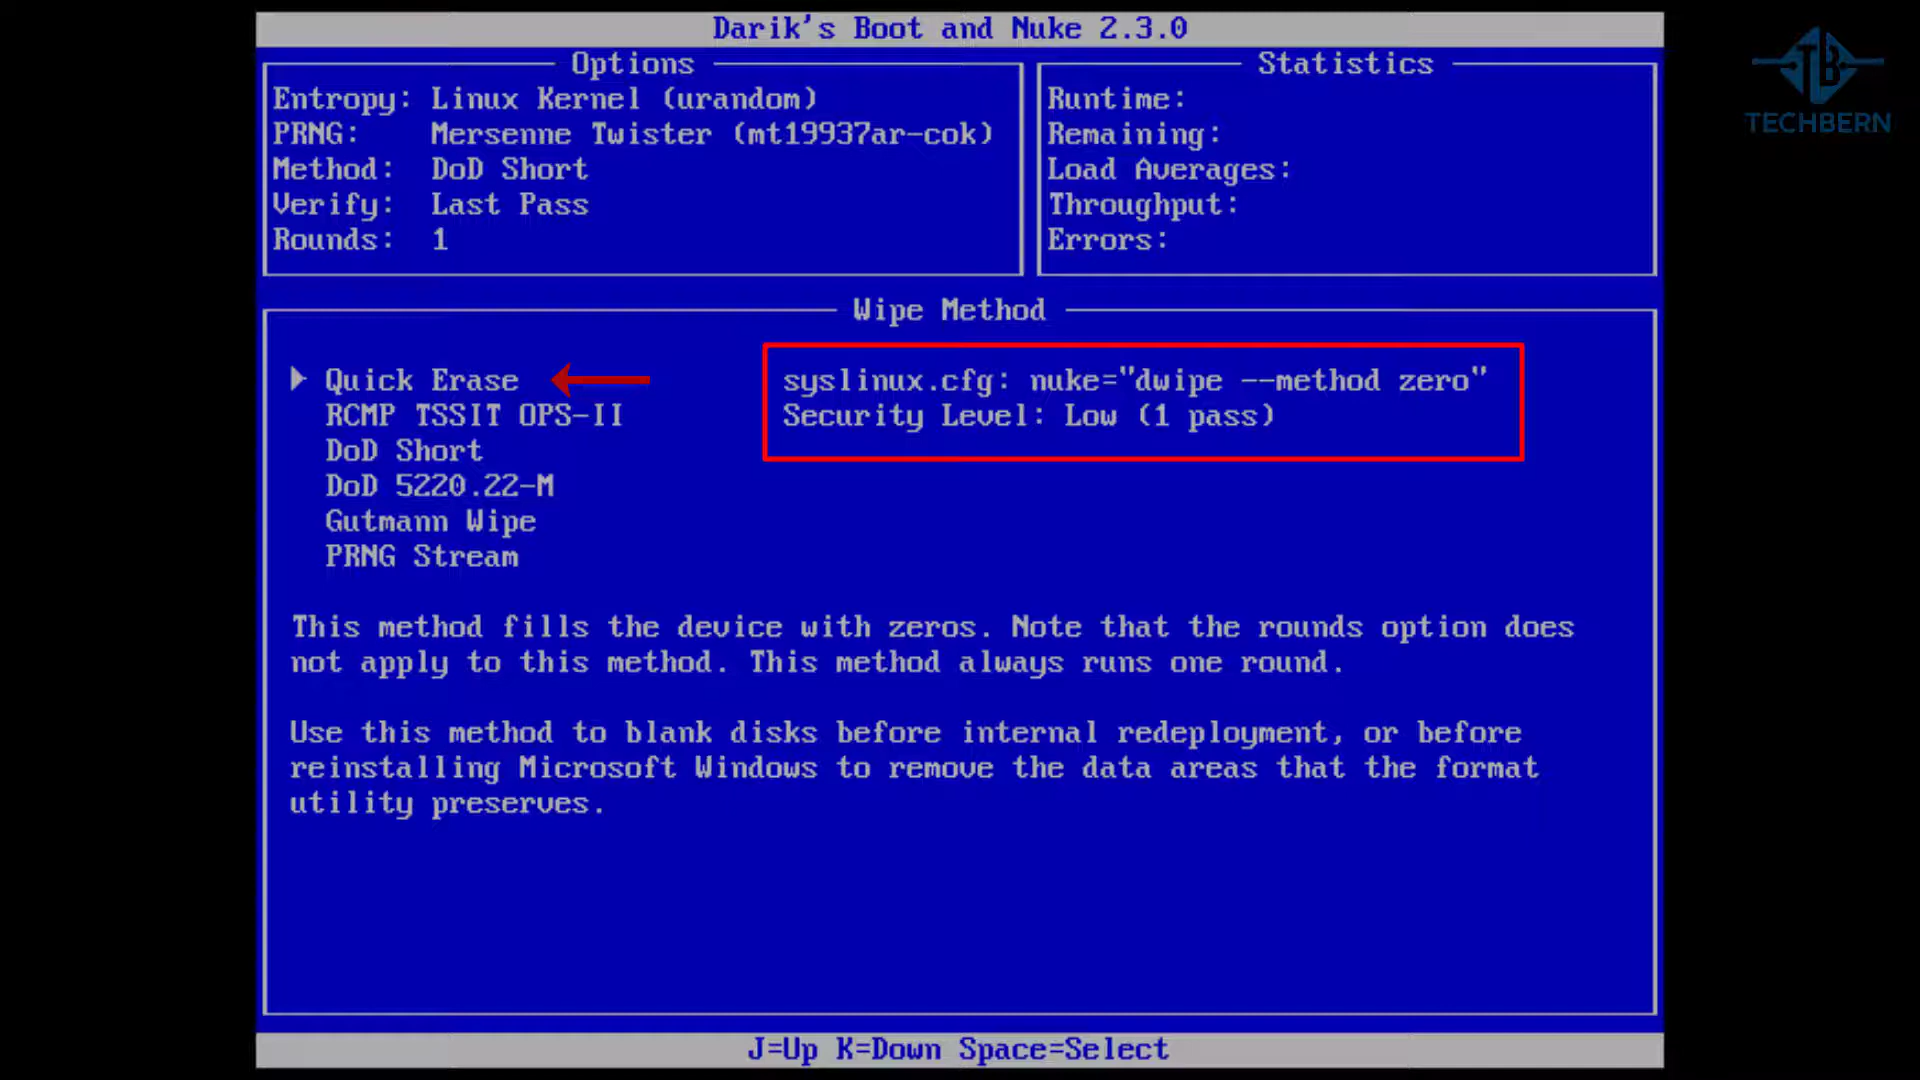 Darik's Boot and Nuke 2.3.0
Options
Entropy: Linux Kernel (urandom)
PRNG: Mersenne Twister (mt19937ar-cok)
Method: DoD Short
Verify: Last Pass
Rounds: 1
Statistics
Runtime:
Remaining:
Load Averages:
Throughput:
Errors:
TB
TECHBERN
Wipe Method
Quick Erase
RCMP TSSIT OPS-II
DoD Short
DoD 5220.22-M
Gutmann Wipe
PRNG Stream
syslinux.cfg: nuke="dwipe --method zero"
Security Level: Low (1 pass)
This method fills the device with zeros. Note that the rounds option does
not apply to this method. This method always runs one round.
Use this method to blank disks before internal redeployment, or before
reinstalling Microsoft Windows to remove the data areas that the format
utility preserves.
J=Up K=Down Space=Select